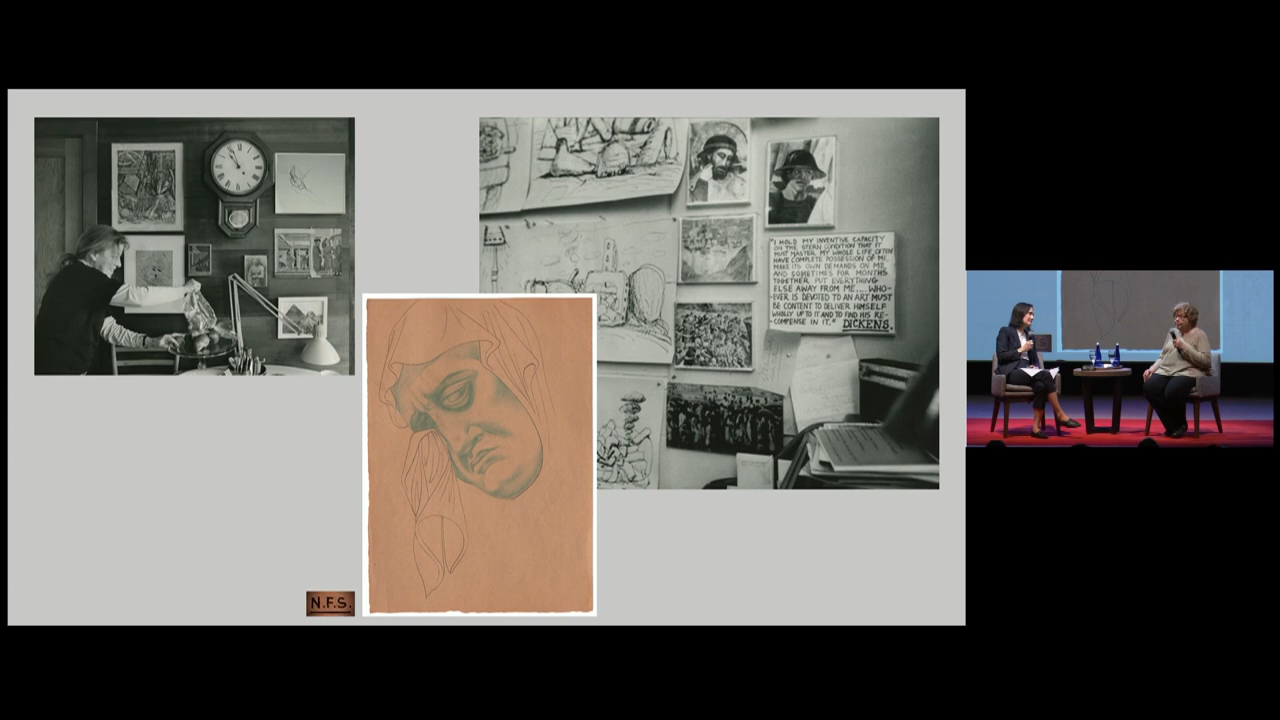 "I HOLD MY INVENTIVE CAPACITY
ON THE STERN CONDITION THAT IT
MUST MASTER MY WHOLE LIFE, OFTEN
HAVE COMPLETE POSSESSION OF ME,
MAKE ITS OWN DEMANDS ON ME,
AND SOMETIMES FOR MONTHS
TOGETHER PUT EVERYTHING
ELSE AWAY FROM ME.... WHO-
-EVER IS DEVOTED TO AN ART MUST
BE CONTENT TO DELIVER HIMSELF
WHOLLY UP TO IT AND TO FIND HIS RE-
-COMPENSE IN IT." DICKENS.
N.F.S.